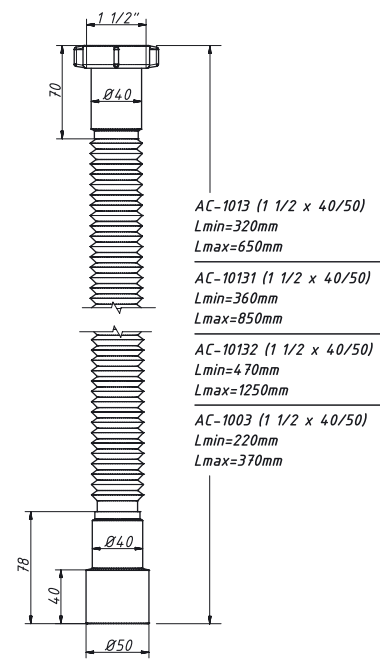 1 1/2"
70
Ø40
AC-1013 (1 1/2 x 40/50)
Lmin=320mm
Lmax=650mm
AC-10131 (1 1/2 x 40/50)
Lmin=360mm
Lmax=850mm
AC-10132 (1 1/2 x 40/50)
Lmin=470mm
Lmax=1250mm
AC-1003 (1 1/2 x 40/50)
Lmin=220mm
Lmax=370mm
78
Ø40
40
Ø50